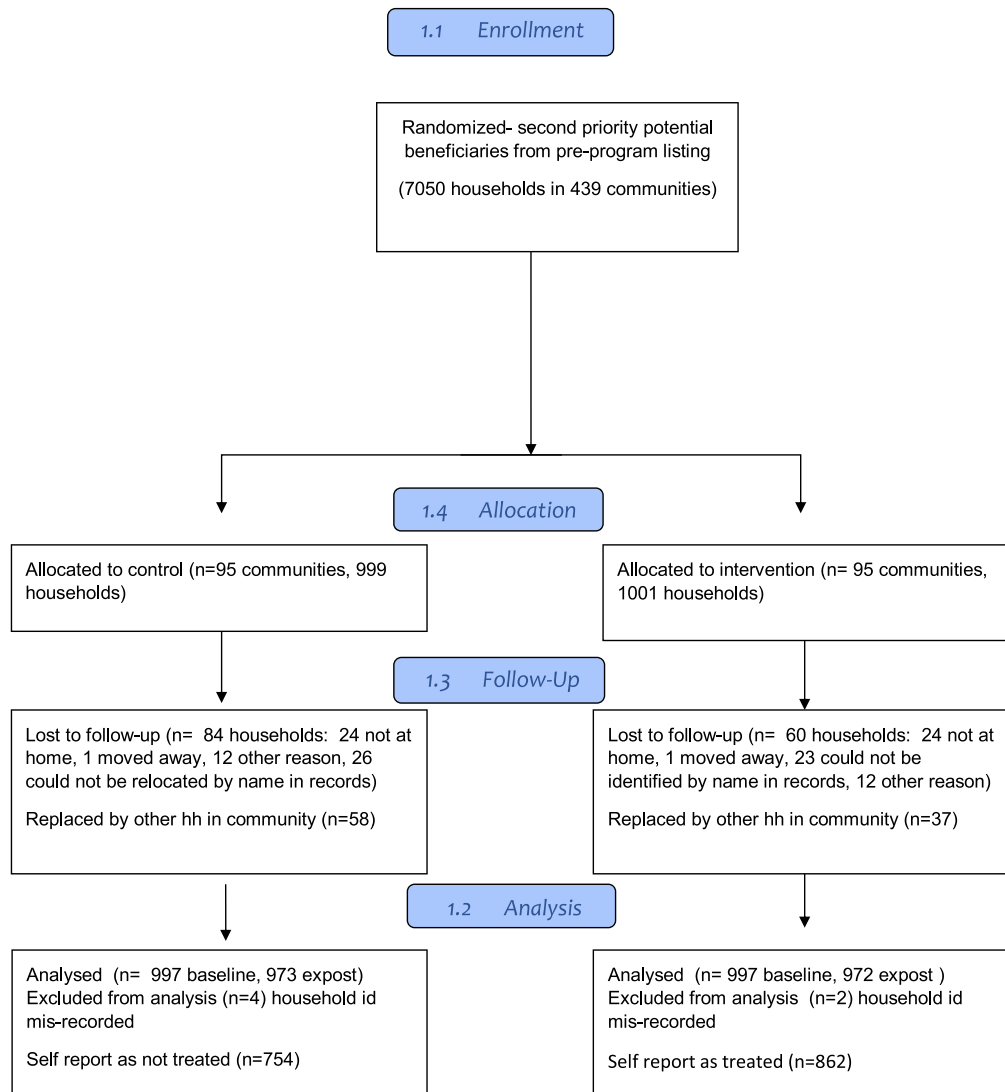 1.1 Enrollment
Randomized- second priority potential
beneficiaries from pre-program listing
(7050 households in 439 communities)
1.4 Allocation
Allocated to control (n=95 communities, 999
households)
Allocated to intervention (n= 95 communities,
1001 households)
1.3 Follow-Up
Lost to follow-up (n= 84 households: 24 not at
home, 1 moved away, 12 other reason, 26
could not be relocated by name in records)
Replaced by other hh in community (n=58)
Lost to follow-up (n= 60 households: 24 not at
home, 1 moved away, 23 could not be
identified by name in records, 12 other reason)
Replaced by other hh in community (n=37)
1.2 Analysis
Analysed (n= 997 baseline, 973 expost)
Excluded from analysis (n=4) household id
mis-recorded
Self report as not treated (n=754)
Analysed (n= 997 baseline, 972 expost )
Excluded from analysis (n=2) household id
mis-recorded
Self report as treated (n=862)